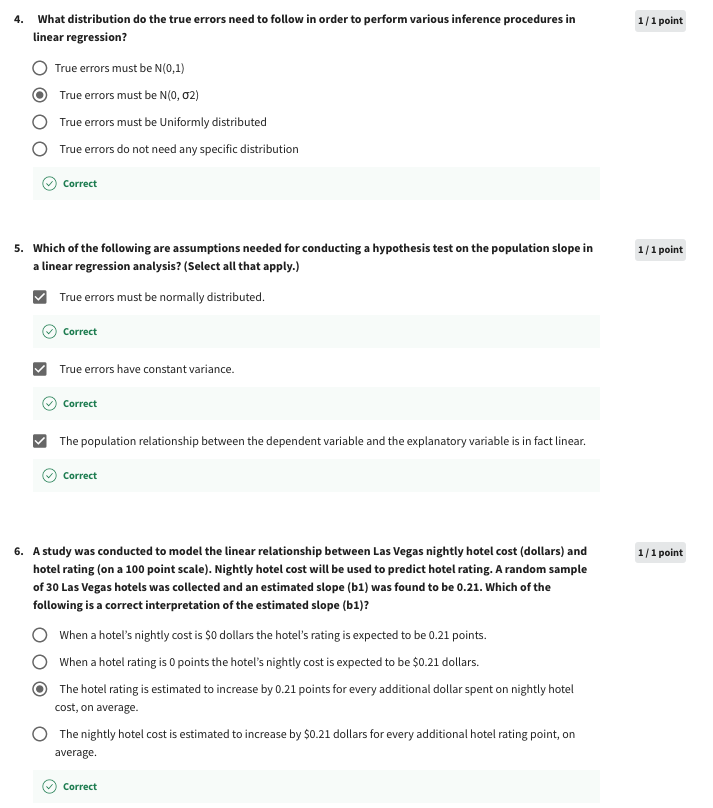 4. What distribution do the true errors need to follow in order to perform various inference procedures in
linear regression?
1 / 1 point
True errors must be N(0,1)
True errors must be N(0, σ2)
True errors must be Uniformly distributed
True errors do not need any specific distribution
Correct
5. Which of the following are assumptions needed for conducting a hypothesis test on the population slope in
a linear regression analysis? (Select all that apply.)
1 / 1 point
True errors must be normally distributed.
Correct
True errors have constant variance.
Correct
The population relationship between the dependent variable and the explanatory variable is in fact linear.
Correct
6. A study was conducted to model the linear relationship between Las Vegas nightly hotel cost (dollars) and
hotel rating (on a 100 point scale). Nightly hotel cost will be used to predict hotel rating. A random sample
of 30 Las Vegas hotels was collected and an estimated slope (b1) was found to be 0.21. Which of the
following is a correct interpretation of the estimated slope (b1)?
1 / 1 point
When a hotel's nightly cost is $0 dollars the hotel's rating is expected to be 0.21 points.
When a hotel rating is 0 points the hotel's nightly cost is expected to be $0.21 dollars.
The hotel rating is estimated to increase by 0.21 points for every additional dollar spent on nightly hotel
cost, on average.
The nightly hotel cost is estimated to increase by $0.21 dollars for every additional hotel rating point, on
average.
Correct